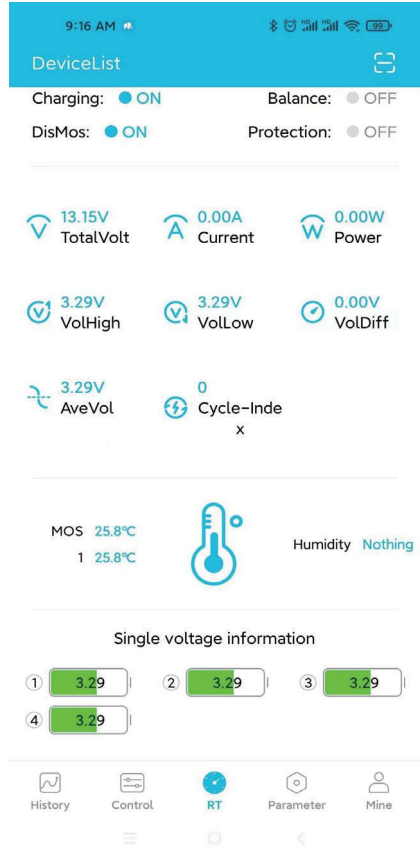 9:16 AM
HD HD 99
DeviceList
Charging: ON Balance: OFF
DisMos: ON Protection: OFF
13.15V 0.00A 0.00W
V TotalVolt A Current W Power
3.29V 3.29V 0.00V
V VolHigh V VolLow VolDiff
3.29V 0
AveVol Cycle-Inde
x
MOS 25.8℃ Humidity Nothing
1 25.8℃
Single voltage information
1 3.29 2 3.29 3 3.29
4 3.29
History Control RT Parameter Mine